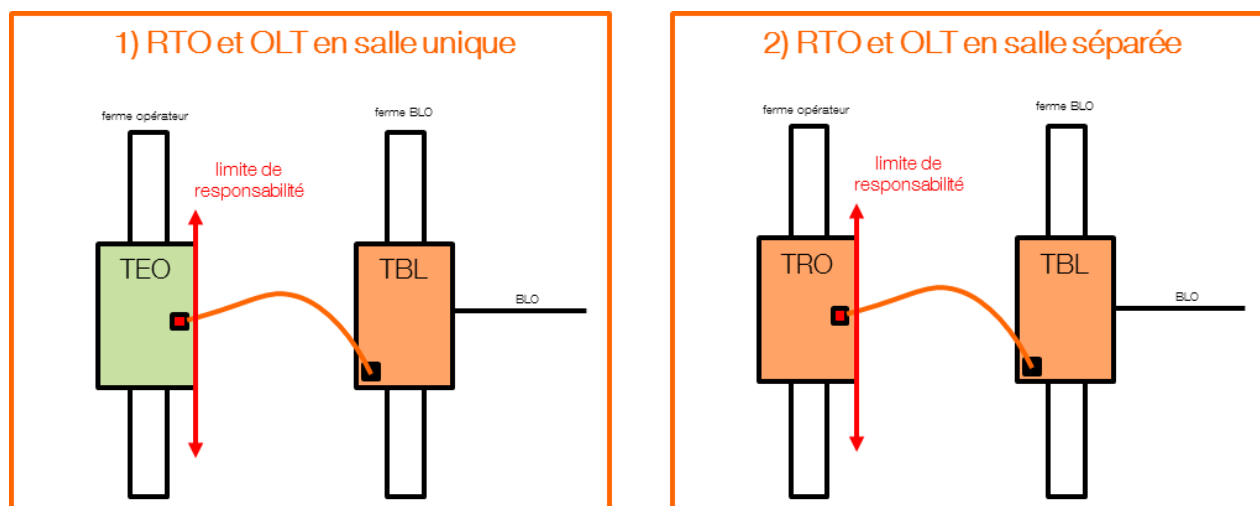 1) RTO et OLT en salle unique
ferme opérateur
ferme BLO
limite de
responsabilité
TEO
TBL
BLO
2) RTO et OLT en salle séparée
ferme opérateur
ferme BLO
limite de
responsabilité
TRO
TBL
BLO